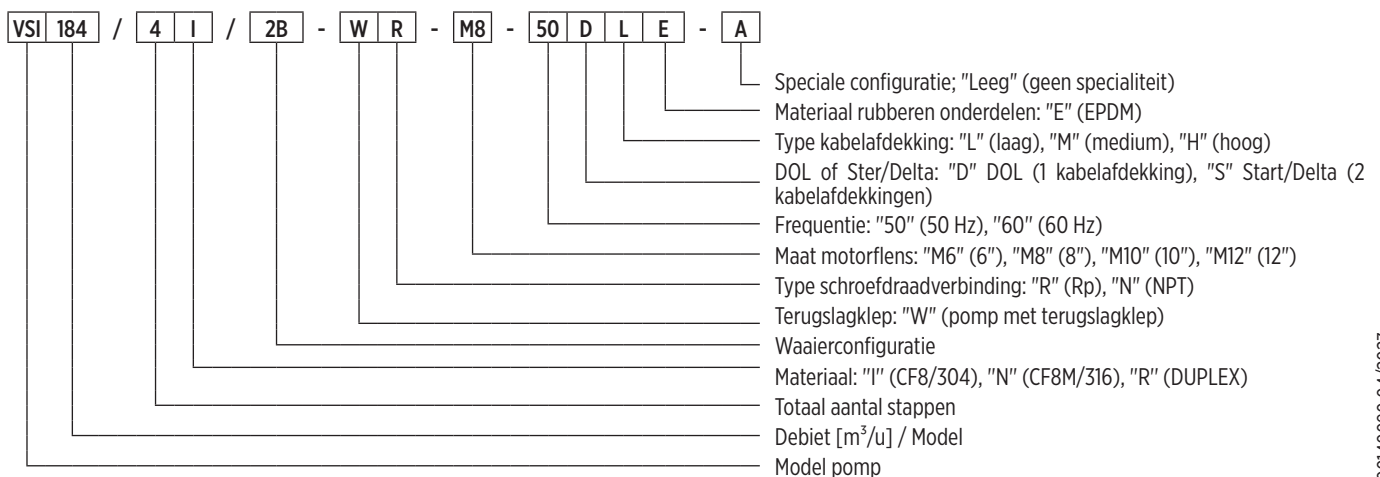 VSI 184 / 4 I / 2B - W R - M8 - 50 D L E - A
Speciale configuratie; "Leeg" (geen specialiteit)
Materiaal rubberen onderdelen: "E" (EPDM)
Type kabelafdekking: "L" (laag), "M" (medium), "H" (hoog)
DOL of Ster/Delta: "D" DOL (1 kabelafdekking), "S" Start/Delta (2
kabelafdekkingen)
Frequentie: "50" (50 Hz), "60" (60 Hz)
Maat motorflens: "M6" (6"), "M8" (8"), "M10" (10"), "M12" (12")
Type schroefdraadverbinding: "R" (Rp), "N" (NPT)
Terugslagklep: "W" (pomp met terugslagklep)
Waaierconfiguratie
Materiaal: "I" (CF8/304), "N" (CF8M/316), "R" (DUPLEX)
Totaal aantal stappen
Debiet [m³/u] / Model
Model pomp